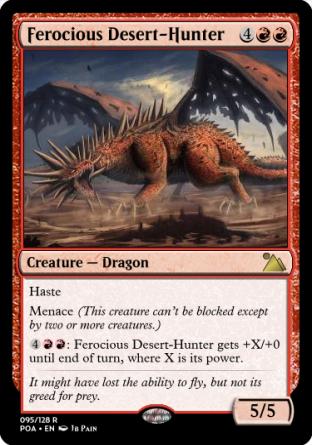 Ferocious Desert-Hunter 4
Creature — Dragon
Haste
Menace (This creature can't be blocked except
by two or more creatures.)
4: Ferocious Desert-Hunter gets +X/+0
until end of turn, where X is its power.
It might have lost the ability to fly, but not its
greed for prey.
5/5
095/128 R
POA • EN JB PAIN